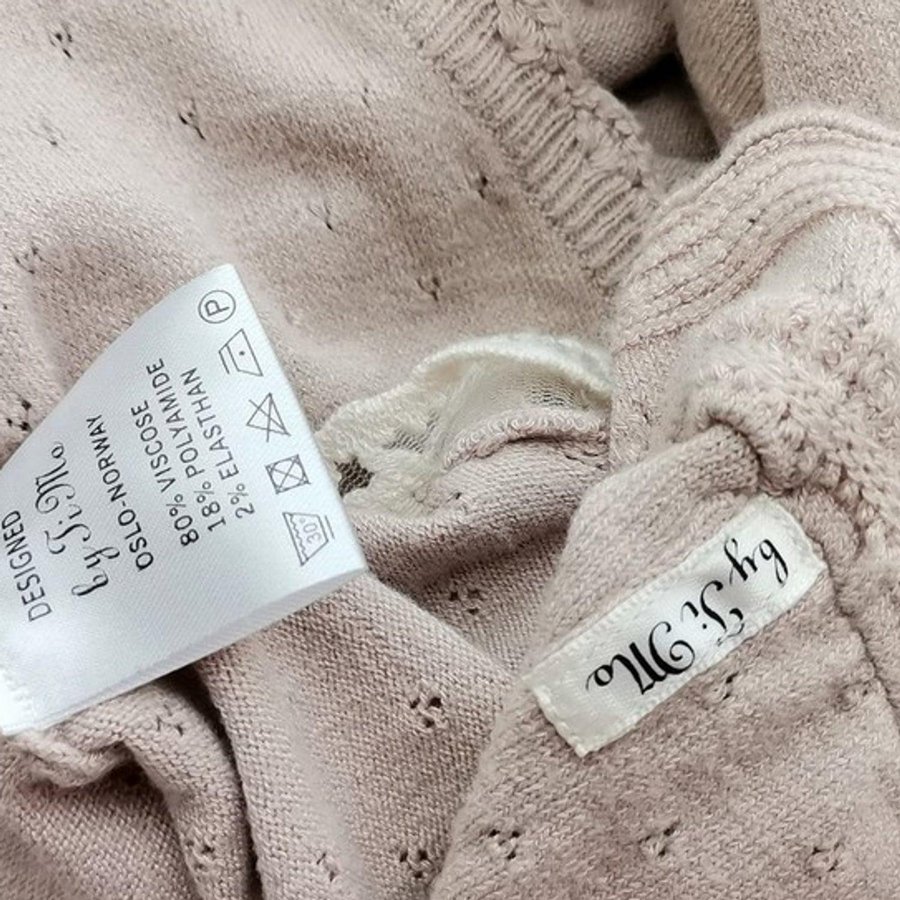 DESIGNED
by Ti Mo
OSLO-NORWAY
80% VISCOSE
18% POLYAMIDE
2% ELASTHAN
30°
P
by Ti Mo